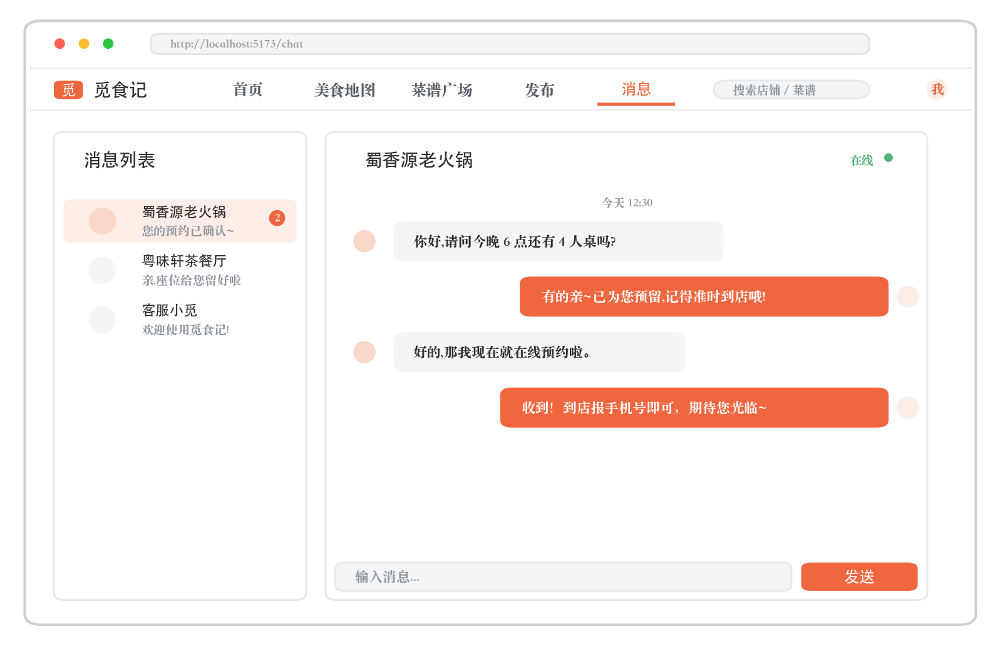 http://localhost:5173/chat
觅 觅食记 首页 美食地图 菜谱广场 发布 消息 搜索店铺 / 菜谱 我
消息列表
蜀香源老火锅 2
您的预约已确认~
粤味轩茶餐厅
亲,座位给您留好啦
客服小觅
欢迎使用觅食记!
蜀香源老火锅 在线
今天 12:30
你好,请问今晚 6 点还有 4 人桌吗?
有的亲~已为您预留,记得准时到店哦!
好的,那我现在就在线预约啦。
收到！到店报手机号即可，期待您光临~
输入消息... 发送